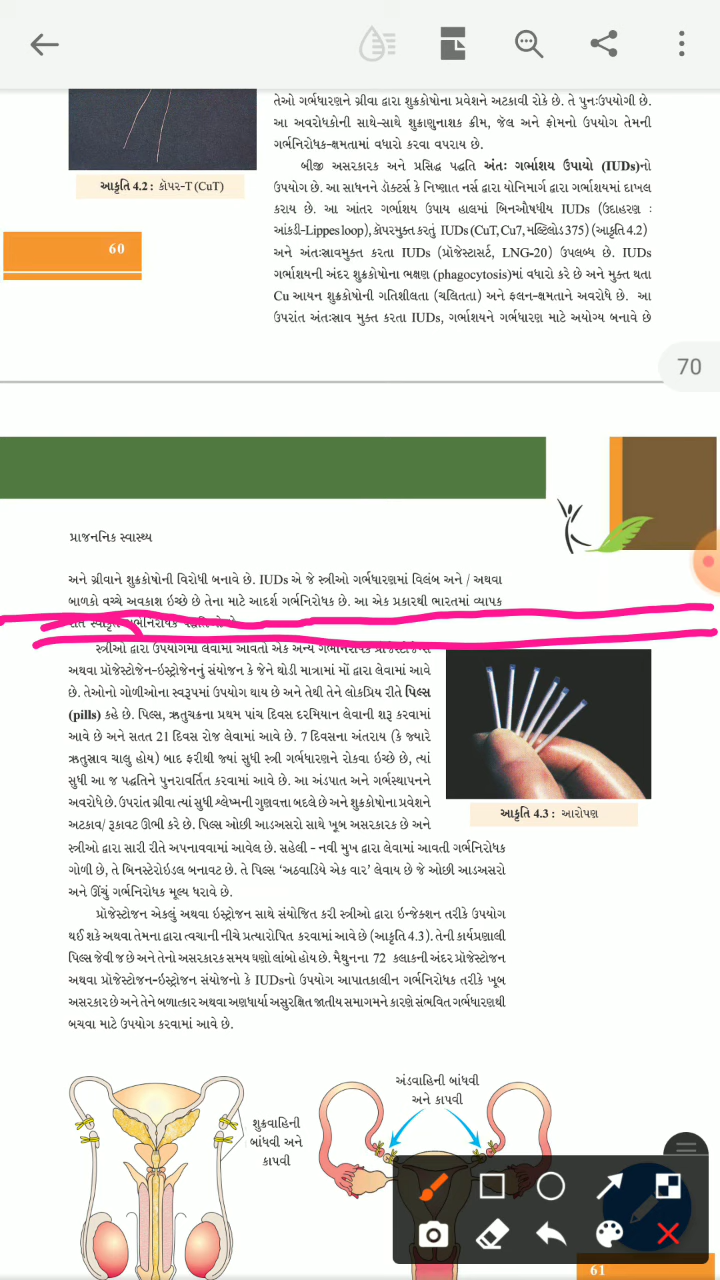 તેઓ ગર્ભધારણને ગ્રીવા દ્વારા શુક્રકોષોના પ્રવેશને અટકાવી રોકે છે. તે પુનઃઉપયોગી છે.
આ અવરોધકોની સાથે-સાથે શુક્રાણુનાશક ક્રીમ, જૅલ અને ફોમનો ઉપયોગ તેમની
ગર્ભનિરોધક-ક્ષમતામાં વધારો કરવા વપરાય છે.
બીજી અસરકારક અને પ્રસિદ્ધ પદ્ધતિ અંતઃ ગર્ભાશય ઉપાયો (IUDs)નો
ઉપયોગ છે. આ સાધનને ડૉક્ટર્સ કે નિષ્ણાત નર્સ દ્વારા યોનિમાર્ગ દ્વારા ગર્ભાશયમાં દાખલ
કરાય છે. આ આંતર ગર્ભાશય ઉપાય હાલમાં બિનઔષધીય IUDs (ઉદાહરણ :
આંકડી-Lippes loop), કૉપરમુક્ત કરતું IUDs (CuT, Cu7, મલ્ટિલોડ 375) (આકૃતિ 4.2)
અને અંતઃસ્રાવમુક્ત કરતા IUDs (પ્રૉજેસ્ટાસર્ટ, LNG-20) ઉપલબ્ધ છે. IUDs
ગર્ભાશયની અંદર શુક્રકોષોના ભક્ષણ (phagocytosis)માં વધારો કરે છે અને મુક્ત થતા
Cu આયન શુક્રકોષોની ગતિશીલતા (ચલિતતા) અને ફલન-ક્ષમતાને અવરોધે છે. આ
ઉપરાંત અંતઃસ્રાવ મુક્ત કરતા IUDs, ગર્ભાશયને ગર્ભધારણ માટે અયોગ્ય બનાવે છે
આકૃતિ 4.2 : કૉપર-T (CuT)
60
70
પ્રાજનનિક સ્વાસ્થ્ય
અને ગ્રીવાને શુક્રકોષોની વિરોધી બનાવે છે. IUDs એ જે સ્ત્રીઓ ગર્ભધારણમાં વિલંબ અને / અથવા
બાળકો વચ્ચે અવકાશ ઇચ્છે છે તેના માટે આદર્શ ગર્ભનિરોધક છે. આ એક પ્રકારથી ભારતમાં વ્યાપક
સ્ત્રીઓ દ્વારા ઉપયોગમાં લેવામાં આવતી એક અન્ય ગર્ભનિરોધક
અથવા પ્રૉજેસ્ટોજેન-ઇસ્ટ્રોજેનનું સંયોજન કે જેને થોડી માત્રામાં મોં દ્વારા લેવામાં આવે
છે. તેઓનો ગોળીઓના સ્વરૂપમાં ઉપયોગ થાય છે અને તેથી તેને લોકપ્રિય રીતે પિલ્સ
(pills) કહે છે. પિલ્સ, ઋતુચક્રના પ્રથમ પાંચ દિવસ દરમિયાન લેવાની શરૂ કરવામાં
આવે છે અને સતત 21 દિવસ રોજ લેવામાં આવે છે. 7 દિવસના અંતરાય (કે જ્યારે
ઋતુસ્રાવ ચાલુ હોય) બાદ ફરીથી જ્યાં સુધી સ્ત્રી ગર્ભધારણને રોકવા ઇચ્છે છે, ત્યાં
સુધી આ જ પદ્ધતિને પુનરાવર્તિત કરવામાં આવે છે. આ અંડપાત અને ગર્ભસ્થાપનને
અવરોધે છે. ઉપરાંત ગ્રીવા ત્યાં સુધી શ્લેષ્મની ગુણવત્તા બદલે છે અને શુક્રકોષોના પ્રવેશને
અટકાવ/ રૂકાવટ ઊભી કરે છે. પિલ્સ ઓછી આડઅસરો સાથે ખૂબ અસરકારક છે અને
સ્ત્રીઓ દ્વારા સારી રીતે અપનાવવામાં આવેલ છે. સહેલી - નવી મુખ દ્વારા લેવામાં આવતી ગર્ભનિરોધક
ગોળી છે, તે બિનસ્ટેરોઇડલ બનાવટ છે. તે પિલ્સ ‘અઠવાડિયે એક વાર’ લેવાય છે જે ઓછી આડઅસરો
અને ઊંચું ગર્ભનિરોધક મૂલ્ય ધરાવે છે.
આકૃતિ 4.3 : આરોપણ
પ્રૉજેસ્ટોજન એકલું અથવા ઇસ્ટ્રોજન સાથે સંયોજિત કરી સ્ત્રીઓ દ્વારા ઇન્જેક્શન તરીકે ઉપયોગ
થઈ શકે અથવા તેમના દ્વારા ત્વચાની નીચે પ્રત્યારોપિત કરવામાં આવે છે (આકૃતિ 4.3). તેની કાર્યપ્રણાલી
પિલ્સ જેવી જ છે અને તેનો અસરકારક સમય ઘણો લાંબો હોય છે. મૈથુનના 72 કલાકની અંદર પ્રૉજેસ્ટોજન
અથવા પ્રૉજેસ્ટોજન-ઇસ્ટ્રોજન સંયોજનો કે IUDsનો ઉપયોગ આપાતકાલીન ગર્ભનિરોધક તરીકે ખૂબ
અસરકાર છે અને તેને બળાત્કાર અથવા અણધાર્યા અસુરક્ષિત જાતીય સમાગમને કારણે સંભવિત ગર્ભધારણથી
બચવા માટે ઉપયોગ કરવામાં આવે છે.
શુક્રવાહિની
બાંધવી અને
કાપવી
અંડવાહિની બાંધવી
અને કાપવી
61